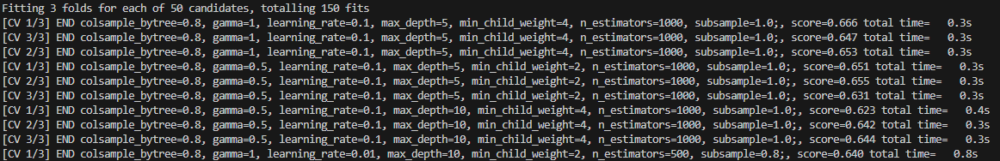 Fitting 3 folds for each of 50 candidates, totalling 150 fits
[CV 1/3] END colsample_bytree=0.8, gamma=1, learning_rate=0.1, max_depth=5, min_child_weight=4, n_estimators=1000, subsample=1.0;, score=0.666 total time=   0.3s
[CV 3/3] END colsample_bytree=0.8, gamma=1, learning_rate=0.1, max_depth=5, min_child_weight=4, n_estimators=1000, subsample=1.0;, score=0.647 total time=   0.3s
[CV 2/3] END colsample_bytree=0.8, gamma=1, learning_rate=0.1, max_depth=5, min_child_weight=4, n_estimators=1000, subsample=1.0;, score=0.653 total time=   0.3s
[CV 1/3] END colsample_bytree=0.8, gamma=0.5, learning_rate=0.1, max_depth=5, min_child_weight=2, n_estimators=1000, subsample=1.0;, score=0.651 total time=   0.3s
[CV 2/3] END colsample_bytree=0.8, gamma=0.5, learning_rate=0.1, max_depth=5, min_child_weight=2, n_estimators=1000, subsample=1.0;, score=0.655 total time=   0.3s
[CV 3/3] END colsample_bytree=0.8, gamma=0.5, learning_rate=0.1, max_depth=5, min_child_weight=2, n_estimators=1000, subsample=1.0;, score=0.631 total time=   0.3s
[CV 1/3] END colsample_bytree=0.8, gamma=0.5, learning_rate=0.1, max_depth=10, min_child_weight=4, n_estimators=1000, subsample=1.0;, score=0.623 total time=   0.4s
[CV 2/3] END colsample_bytree=0.8, gamma=0.5, learning_rate=0.1, max_depth=10, min_child_weight=4, n_estimators=1000, subsample=1.0;, score=0.642 total time=   0.3s
[CV 3/3] END colsample_bytree=0.8, gamma=0.5, learning_rate=0.1, max_depth=10, min_child_weight=4, n_estimators=1000, subsample=1.0;, score=0.644 total time=   0.3s
[CV 1/3] END colsample_bytree=0.8, gamma=1, learning_rate=0.01, max_depth=10, min_child_weight=2, n_estimators=500, subsample=0.8;, score=0.640 total time=   0.8s